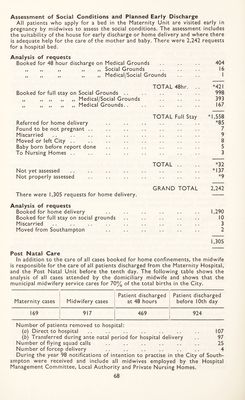 Assessment of Social Conditions and Planned Early Discharge
All patients who apply for a bed in the Maternity Unit are visited early in
pregnancy by midwives to assess the social conditions. The assessment includes
the suitability of the house for early discharge or home delivery and where there
is adequate help for the care of the mother and baby. There were 2,242 requests
for a hospital bed.
Analysis of requests
Booked for 48 hour discharge on Medical Grounds .. .. .. 404
,, ,, ,, ,, ,, Social Grounds .. .. .. 16
,, ,, ,, ,, ,, Medical/Social Grounds .. .. 1
TOTAL 48hr. .. *421
Booked for full stay on Social Grounds .. .. .. .. 998
,, ,, ,, ,, ,, Medical/Social Grounds .. .. .. 393
,, ,, ,, ,, ,, Medical Grounds .. .. .. 167
TOTAL Full Stay *1,558
Referred for home delivery .. .. .. .. .. *85
Found to be not pregnant .. .. .. .. .. 7
Miscarried .. .. .. .. .. .. 9
Moved or left City .. .. .. .. .. .. 8
Baby born before report done .. .. .. .. 5
To Nursing Homes .. .. .. .. .. .. 3
TOTAL .. *32
Not yet assessed .. .. .. .. .. .. *137
Not properly assessed .. .. .. .. .. .. *9
GRAND TOTAL 2,242
There were 1,305 requests for home delivery.
Analysis of requests
Booked for home delivery .. .. .. .. .. 1,290
Booked for full stay on social grounds .. .. .. .. 10
Miscarried .. .. .. .. .. .. 3
Moved from Southampton .. .. .. .. .. 2
1,305
Post Natal Care
In addition to the care of all cases booked for home confinements, the midwife
is responsible for the care of all patients discharged from the Maternity Hospital,
and the Post Natal Unit before the tenth day. The following table shows the
analysis of all cases attended by the domiciliary midwife and shows that the
municipal midwifery service cares for 70% of the total births in the City.
Maternity cases Midwifery cases Patient discharged at 48 hours Patient discharged before 10th day
169 917 469 924
Number of patients removed to hospital:
(a) Direct to hospital .. .. .. .. .. 107
(b) Transferred during ante natal period for hospital delivery .. 97
Number of flying squad calls .. .. .. .. .. 25
Number of forcep delivery .. .. .. .. .. 4
During the year 98 notifications of intention to practise in the City of South-
ampton were received and include all midwives employed by the Hospital
Management Committee, Local Authority and Private Nursing Homes.
68